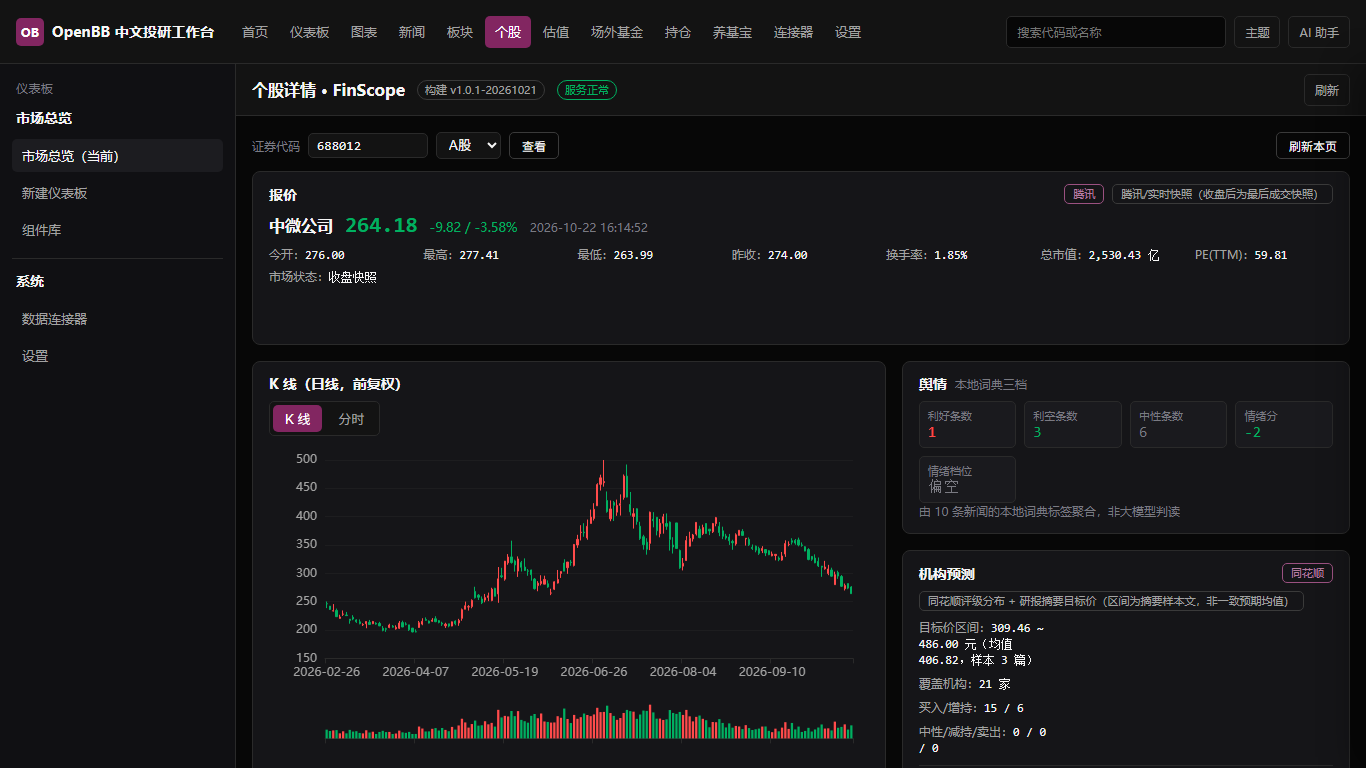 OB OpenBB 中文投研工作台 首页 仪表板 图表 新闻 板块 个股 估值 场外基金 持仓 养基宝 连接器 设置 搜索代码或名称 主题 AI 助手
仪表板
市场总览
市场总览（当前）
新建仪表板
组件库
系统
数据连接器
设置
个股详情 • FinScope 构建 v1.0.1-20261021 服务正常 刷新
证券代码 688012 A股 查看 刷新本页
报价 腾讯 腾讯/实时快照（收盘后为最后成交快照）
中微公司 264.18 -9.82 / -3.58% 2026-10-22 16:14:52
今开: 276.00 最高: 277.41 最低: 263.99 昨收: 274.00 换手率: 1.85% 总市值: 2,530.43 亿 PE(TTM): 59.81
市场状态: 收盘快照
K 线（日线，前复权）
K 线 分时
500
450
400
350
300
250
200
150
2026-02-26 2026-04-07 2026-05-19 2026-06-26 2026-08-04 2026-09-10
舆情 本地词典三档
利好条数 利空条数 中性条数 情绪分
1 3 6 -2
情绪档位
偏空
由 10 条新闻的本地词典标签聚合，非大模型判读
机构预测 同花顺
同花顺评级分布 + 研报摘要目标价（区间为摘要样本文，非一致预期均值）
目标价区间: 309.46 ~
486.00 元（均值
406.82，样本 3 篇）
覆盖机构: 21 家
买入/增持: 15 / 6
中性/减持/卖出: 0 / 0
/ 0